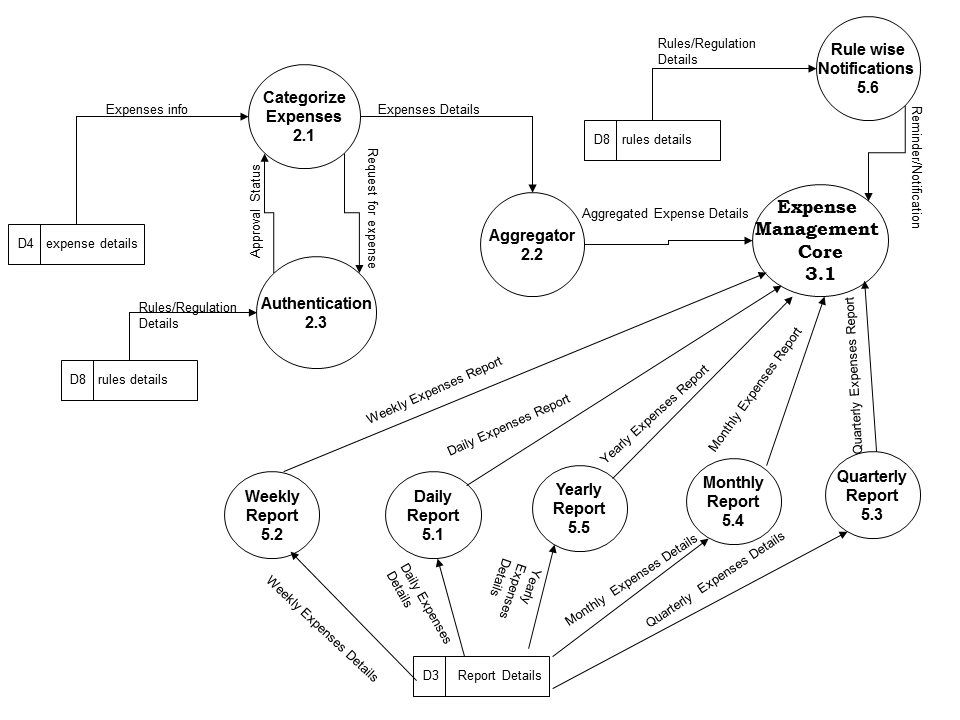 Rules/Regulation
Details
Rule wise
Notifications
5.6
Categorize
Expenses
2.1
Expenses info
Expenses Details
D8 rules details
Reminder/Notification
Approval Status
Request for expense
D4 expense details
Aggregator
2.2
Aggregated Expense Details
Expense
Management
Core
3.1
Authentication
2.3
Rules/Regulation
Details
D8 rules details
Weekly Expenses Report
Daily Expenses Report
Yearly Expenses Report
Monthly Expenses Report
Quarterly Expenses Report
Weekly
Report
5.2
Daily
Report
5.1
Yearly
Report
5.5
Monthly
Report
5.4
Quarterly
Report
5.3
Weekly Expenses Details
Daily Expenses
Details
Yearly
Expenses
Details
Monthly Expenses Details
Quarterly Expenses Details
D3 Report Details